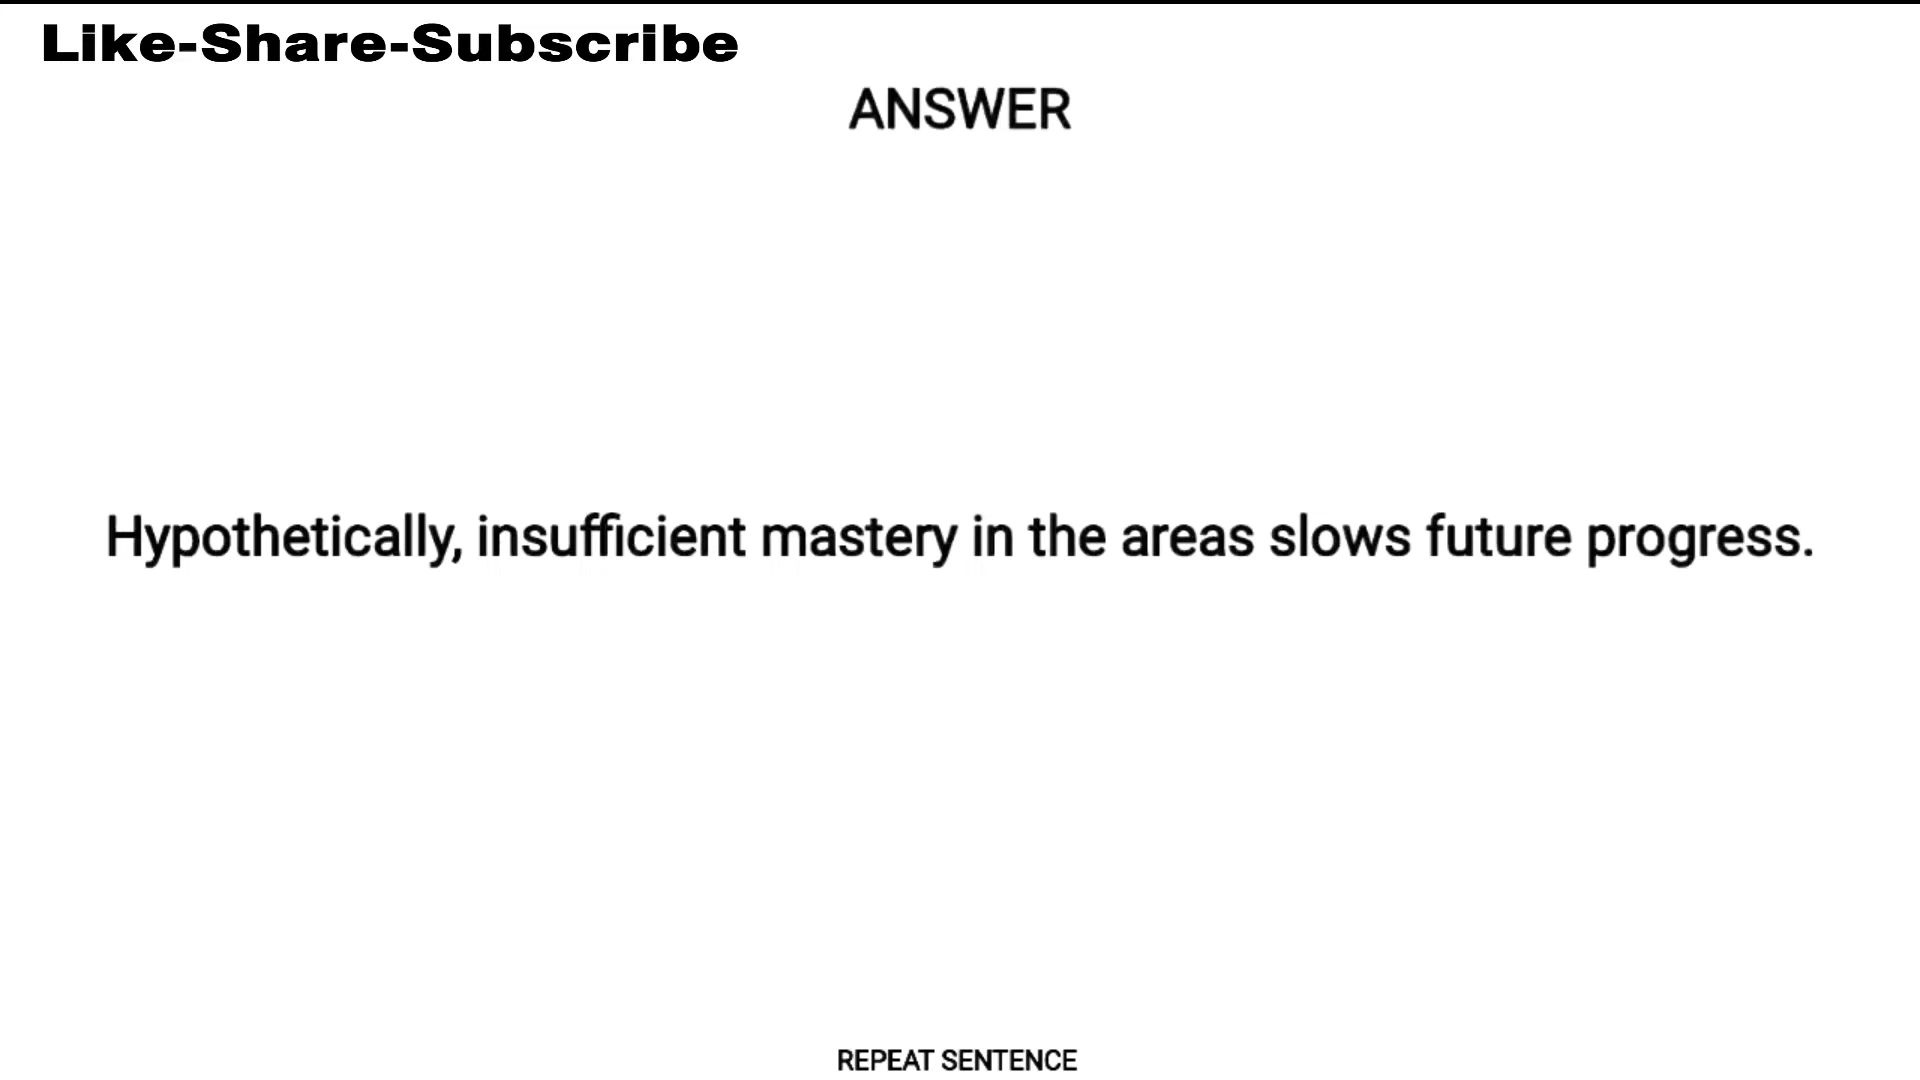 Like-Share-Subscribe
ANSWER
Hypothetically, insufficient mastery in the areas slows future progress.
REPEAT SENTENCE